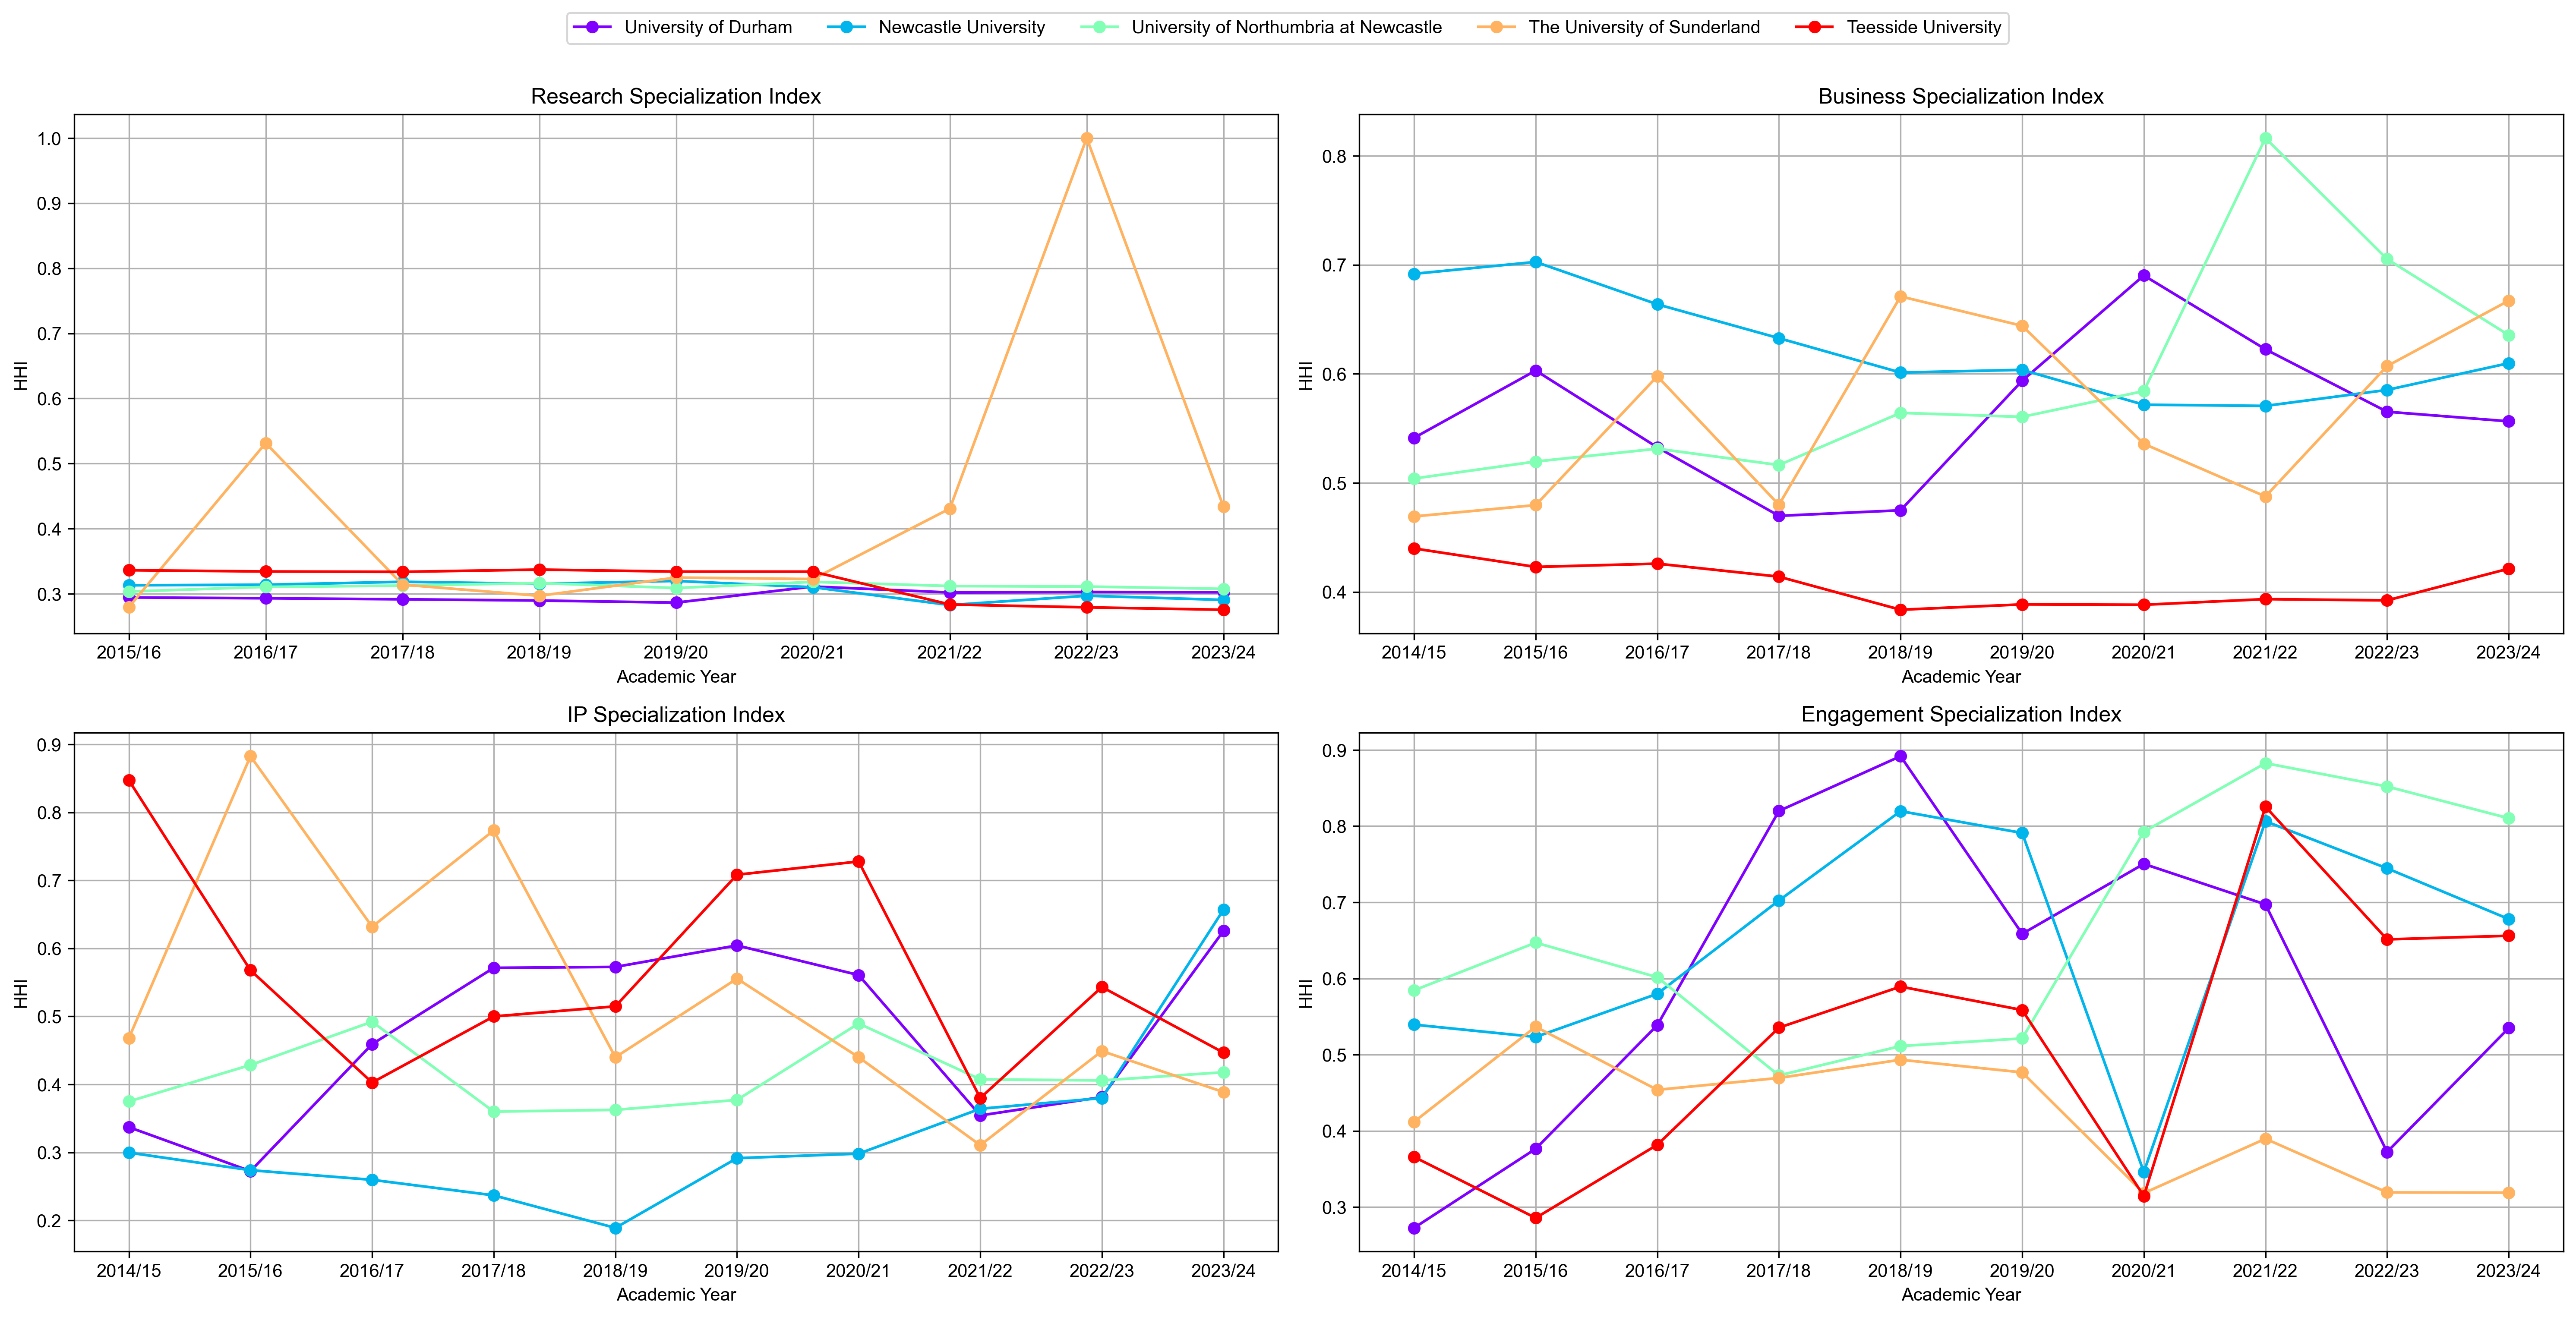 University of Durham Newcastle University University of Northumbria at Newcastle The University of Sunderland Teesside University
Research Specialization Index
HHI
1.0
0.9
0.8
0.7
0.6
0.5
0.4
0.3
2015/16 2016/17 2017/18 2018/19 2019/20 2020/21 2021/22 2022/23 2023/24
Academic Year
Business Specialization Index
HHI
0.8
0.7
0.6
0.5
0.4
2014/15 2015/16 2016/17 2017/18 2018/19 2019/20 2020/21 2021/22 2022/23 2023/24
Academic Year
IP Specialization Index
HHI
0.9
0.8
0.7
0.6
0.5
0.4
0.3
0.2
2014/15 2015/16 2016/17 2017/18 2018/19 2019/20 2020/21 2021/22 2022/23 2023/24
Academic Year
Engagement Specialization Index
HHI
0.9
0.8
0.7
0.6
0.5
0.4
0.3
2014/15 2015/16 2016/17 2017/18 2018/19 2019/20 2020/21 2021/22 2022/23 2023/24
Academic Year